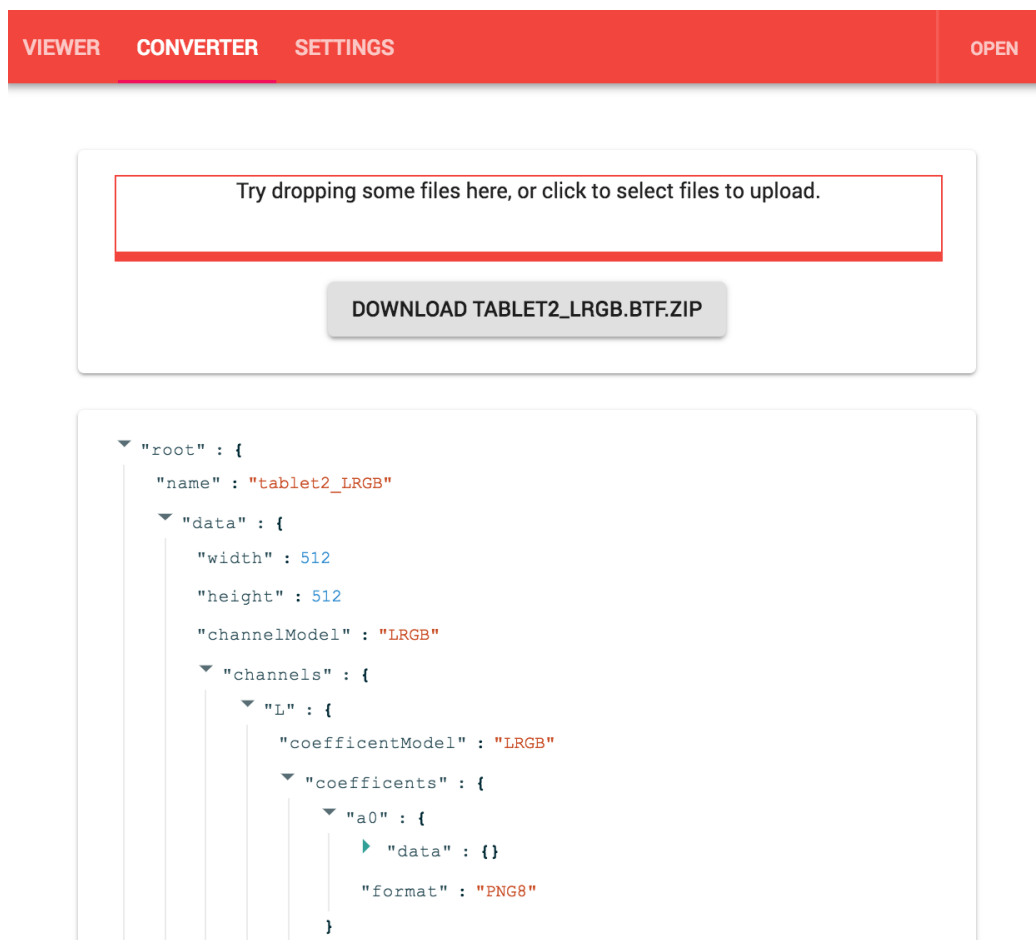 VIEWER CONVERTER SETTINGS OPEN
Try dropping some files here, or click to select files to upload.
DOWNLOAD TABLET2_LRGB.BTF.ZIP
"root" : {
"name" : "tablet2_LRGB"
"data" : {
"width" : 512
"height" : 512
"channelModel" : "LRGB"
"channels" : {
"L" : {
"coefficentModel" : "LRGB"
"coefficents" : {
"a0" : {
"data" : {}
"format" : "PNG8"
}